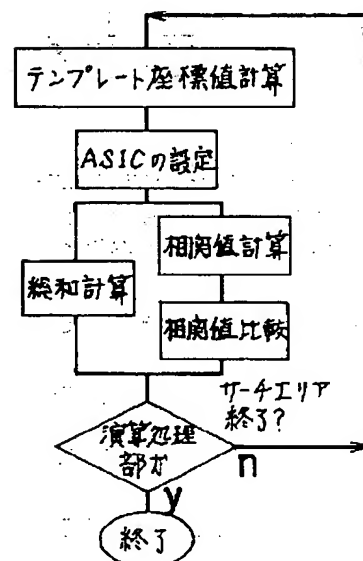 テンプレート座標値計算
ASICの設定
相関値計算
総和計算
相関値比較
サーチエリア
終了?
演算処理
部が
n
y
終了